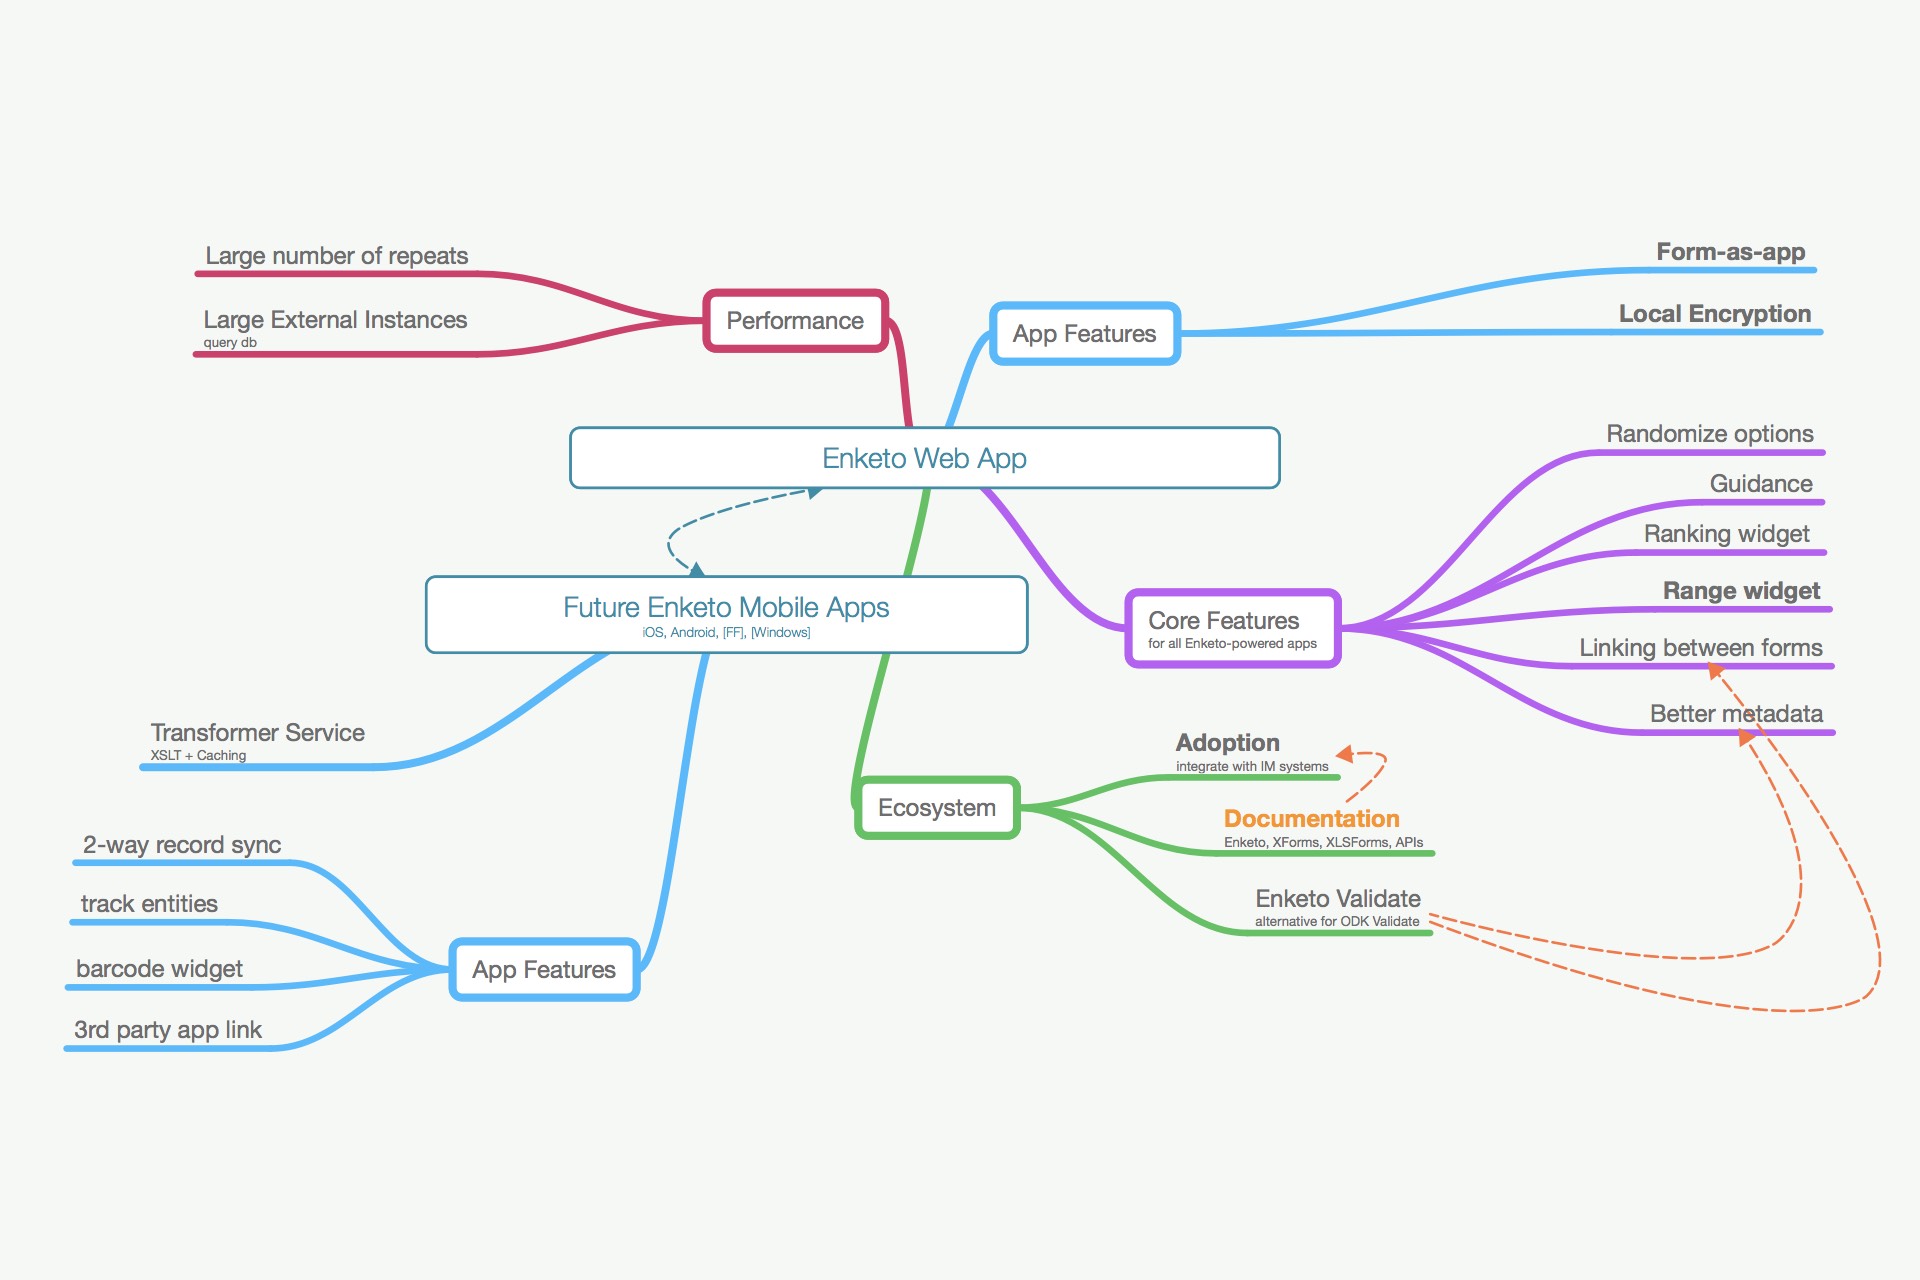 Large number of repeats
Large External Instances
query db
Performance
App Features
Form-as-app
Local Encryption
Enketo Web App
Future Enketo Mobile Apps
iOS, Android, [FF], [Windows]
Core Features
for all Enketo-powered apps
Randomize options
Guidance
Ranking widget
Range widget
Linking between forms
Better metadata
Transformer Service
XSLT + Caching
Ecosystem
Adoption
integrate with IM systems
Documentation
Enketo, XForms, XLSForms, APIs
Enketo Validate
alternative for ODK Validate
2-way record sync
track entities
barcode widget
3rd party app link
App Features